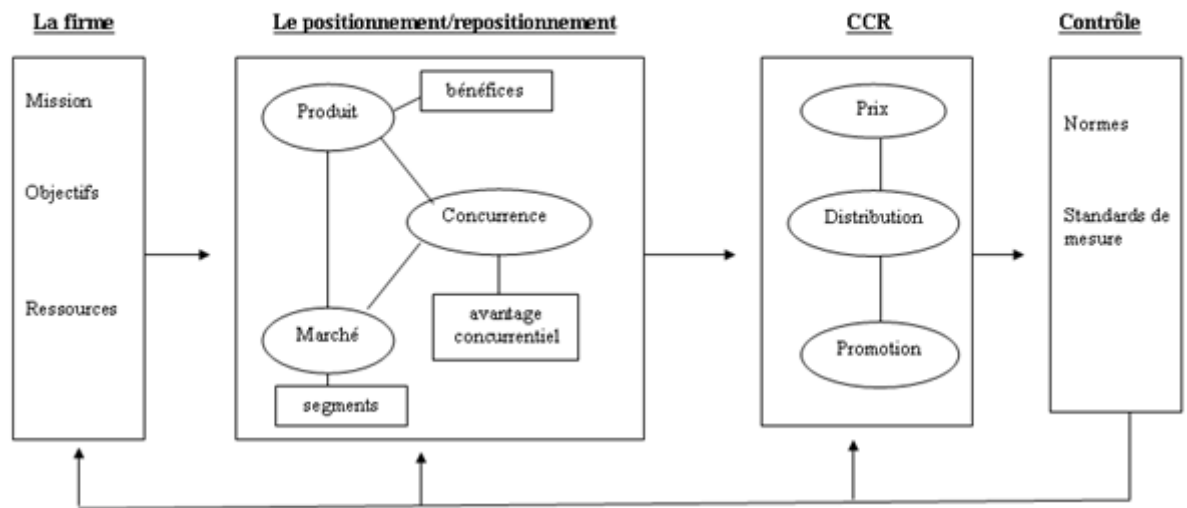 La firme
Le positionnement/repositionnement
CCR
Contrôle
Mission
Objectifs
Ressources
Produit
bénéfices
Concurrence
avantage
concurrentiel
Marché
segments
Prix
Distribution
Promotion
Normes
Standards de
mesure